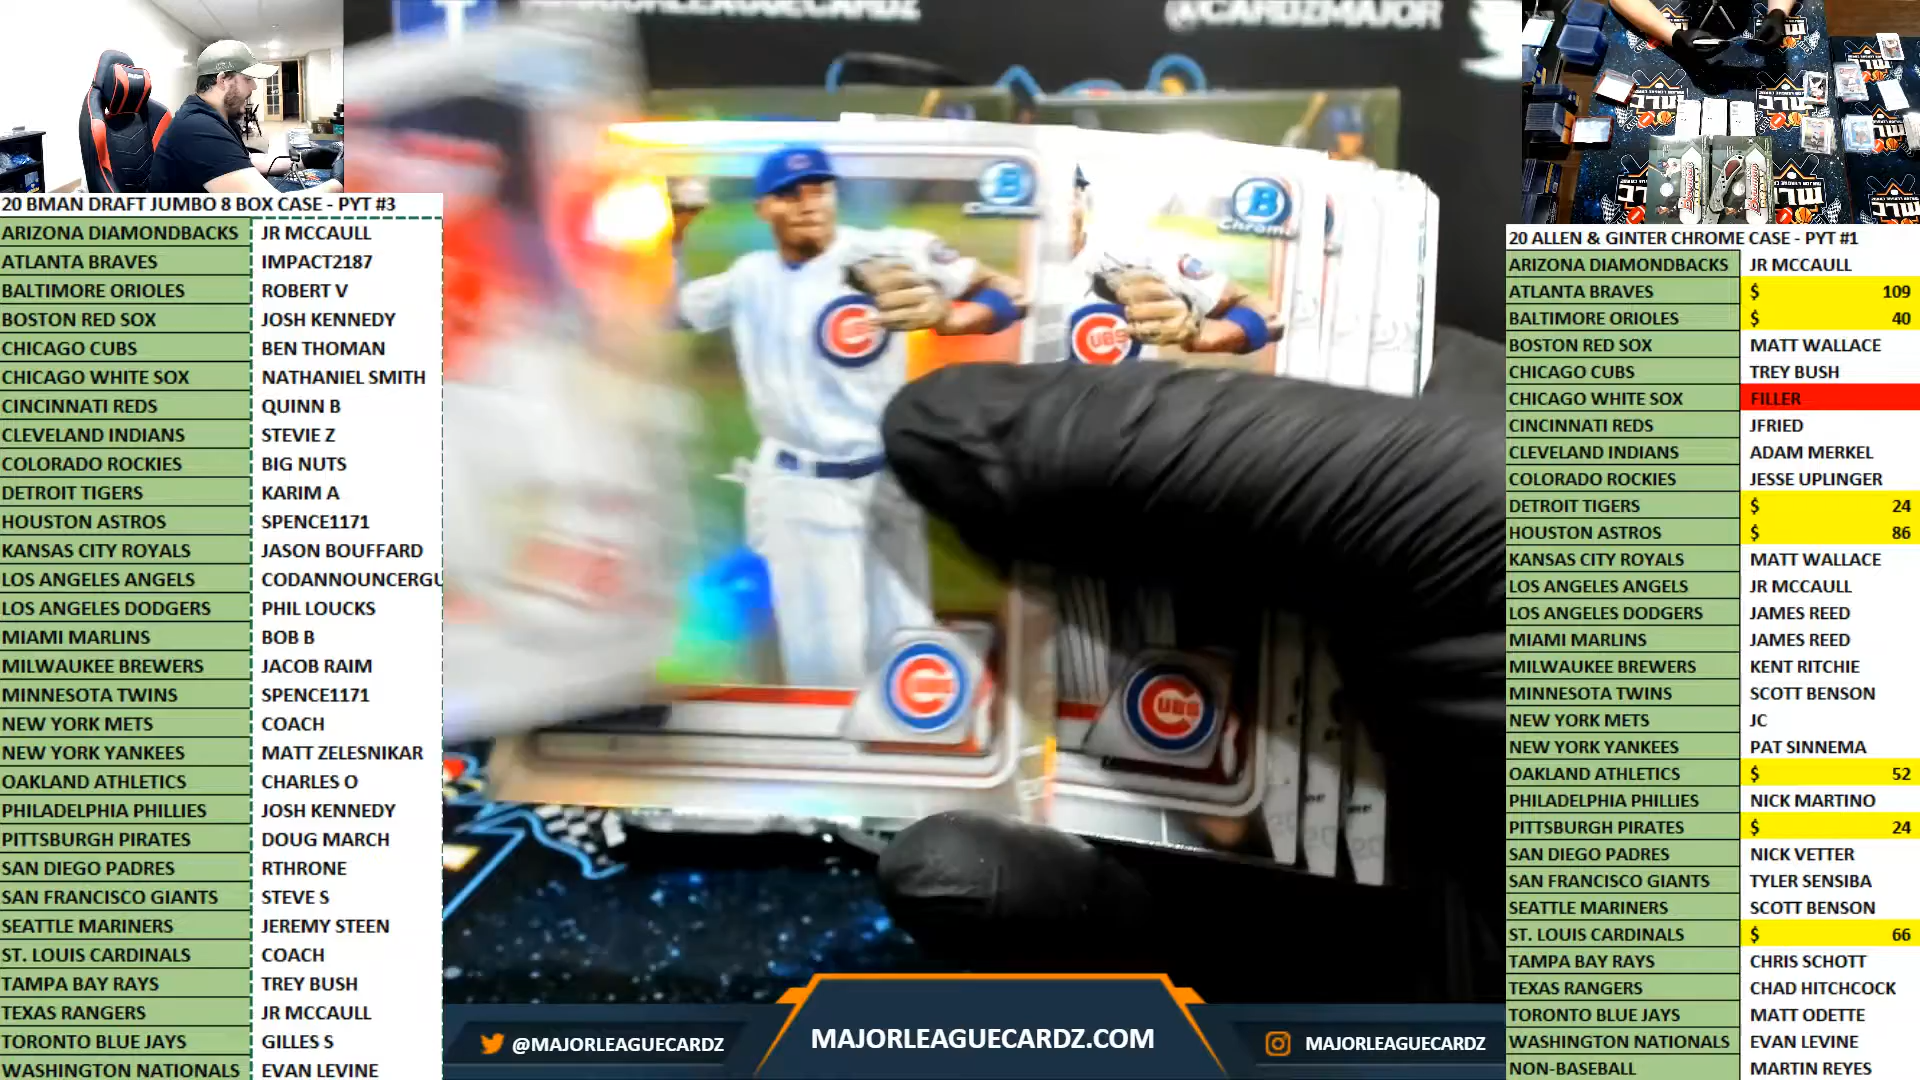 MAJORLEAGUECARDZ
@CARDZMAJOR
20 BMAN DRAFT JUMBO 8 BOX CASE - PYT #3
ARIZONA DIAMONDBACKS JR MCCAULL
ATLANTA BRAVES IMPACT2187
BALTIMORE ORIOLES ROBERT V
BOSTON RED SOX JOSH KENNEDY
CHICAGO CUBS BEN THOMAN
CHICAGO WHITE SOX NATHANIEL SMITH
CINCINNATI REDS QUINN B
CLEVELAND INDIANS STEVIE Z
COLORADO ROCKIES BIG NUTS
DETROIT TIGERS KARIM A
HOUSTON ASTROS SPENCE1171
KANSAS CITY ROYALS JASON BOUFFARD
LOS ANGELES ANGELS CODANNOUNCERGU
LOS ANGELES DODGERS PHIL LOUCKS
MIAMI MARLINS BOB B
MILWAUKEE BREWERS JACOB RAIM
MINNESOTA TWINS SPENCE1171
NEW YORK METS COACH
NEW YORK YANKEES MATT ZELESNIKAR
OAKLAND ATHLETICS CHARLES O
PHILADELPHIA PHILLIES JOSH KENNEDY
PITTSBURGH PIRATES DOUG MARCH
SAN DIEGO PADRES RTHRONE
SAN FRANCISCO GIANTS STEVE S
SEATTLE MARINERS JEREMY STEEN
ST. LOUIS CARDINALS COACH
TAMPA BAY RAYS TREY BUSH
TEXAS RANGERS JR MCCAULL
TORONTO BLUE JAYS GILLES S
WASHINGTON NATIONALS EVAN LEVINE
B
Chrome
B
Chrome
CUBS
CUBS
@MAJORLEAGUECARDZ
MAJORLEAGUECARDZ.COM
MAJORLEAGUECARDZ
20 ALLEN & GINTER CHROME CASE - PYT #1
ARIZONA DIAMONDBACKS JR MCCAULL
ATLANTA BRAVES $ 109
BALTIMORE ORIOLES $ 40
BOSTON RED SOX MATT WALLACE
CHICAGO CUBS TREY BUSH
CHICAGO WHITE SOX FILLER
CINCINNATI REDS JFRIED
CLEVELAND INDIANS ADAM MERKEL
COLORADO ROCKIES JESSE UPLINGER
DETROIT TIGERS $ 24
HOUSTON ASTROS $ 86
KANSAS CITY ROYALS MATT WALLACE
LOS ANGELES ANGELS JR MCCAULL
LOS ANGELES DODGERS JAMES REED
MIAMI MARLINS JAMES REED
MILWAUKEE BREWERS KENT RITCHIE
MINNESOTA TWINS SCOTT BENSON
NEW YORK METS JC
NEW YORK YANKEES PAT SINNEMA
OAKLAND ATHLETICS $ 52
PHILADELPHIA PHILLIES NICK MARTINO
PITTSBURGH PIRATES $ 24
SAN DIEGO PADRES NICK VETTER
SAN FRANCISCO GIANTS TYLER SENSIBA
SEATTLE MARINERS SCOTT BENSON
ST. LOUIS CARDINALS $ 66
TAMPA BAY RAYS CHRIS SCHOTT
TEXAS RANGERS CHAD HITCHCOCK
TORONTO BLUE JAYS MATT ODETTE
WASHINGTON NATIONALS EVAN LEVINE
NON-BASEBALL MARTIN REYES